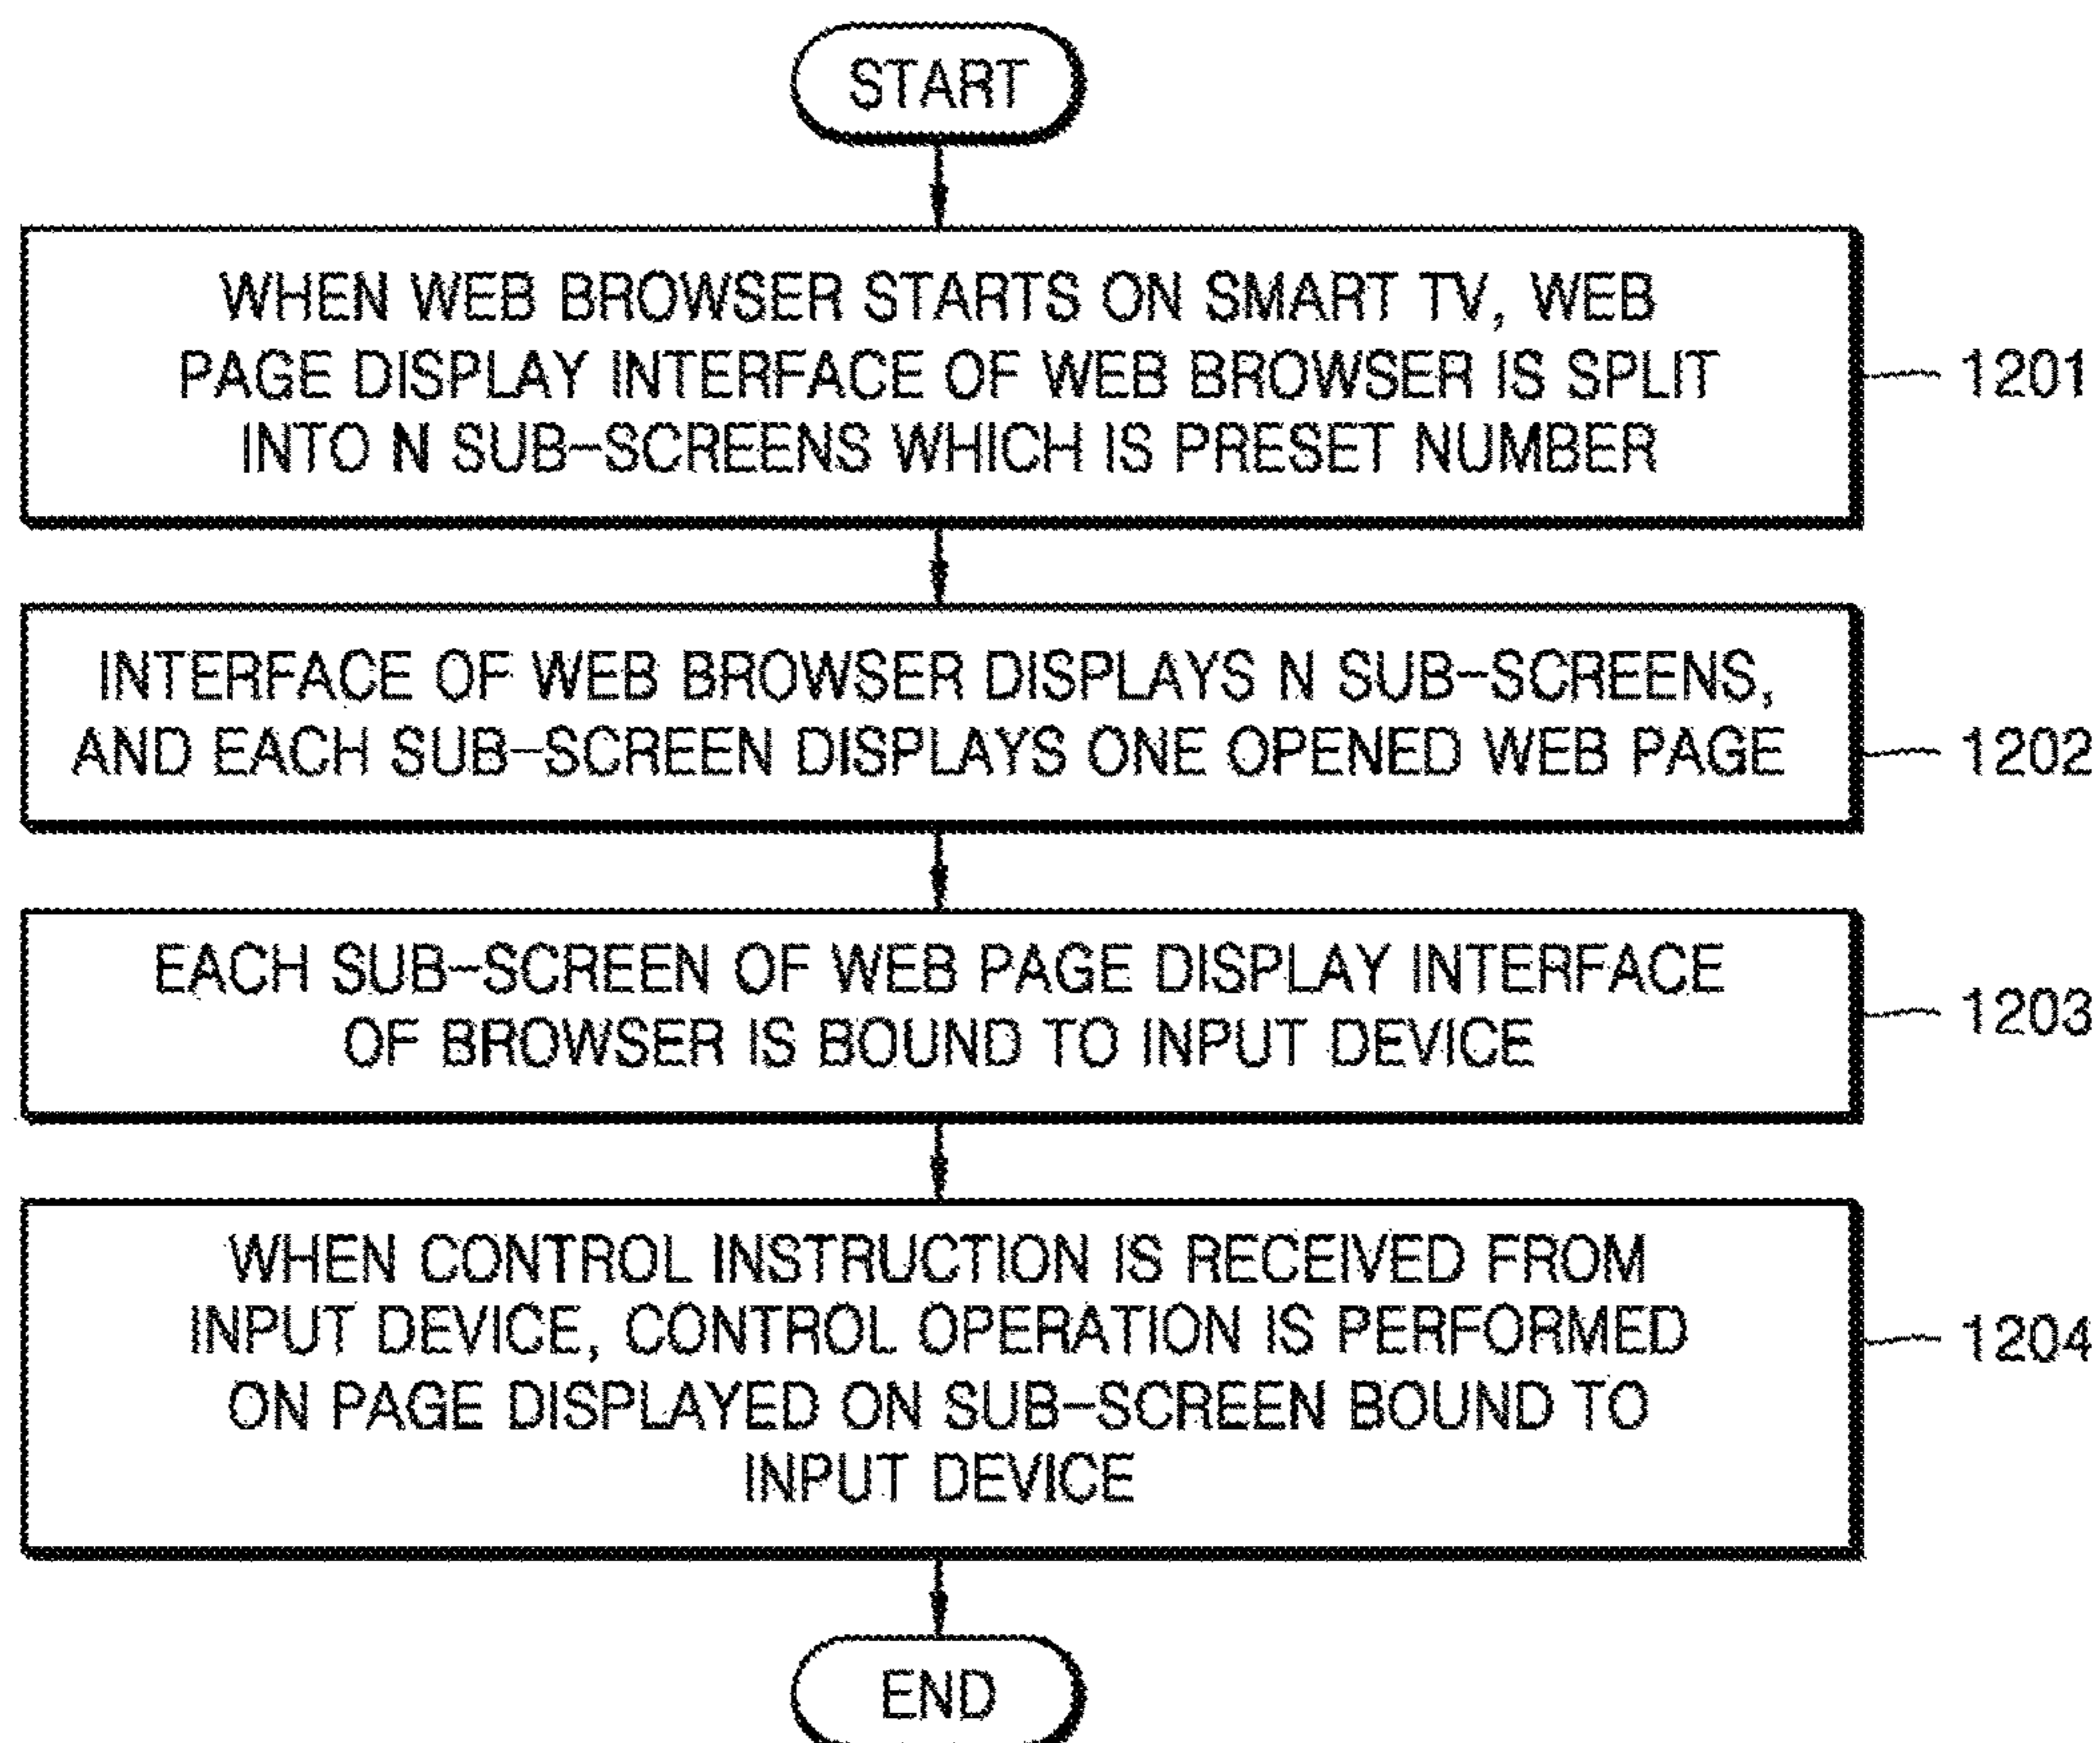 START
WHEN WEB BROWSER STARTS ON SMART TV, WEB
PAGE DISPLAY INTERFACE OF WEB BROWSER IS SPLIT
INTO N SUB-SCREENS WHICH IS PRESET NUMBER
1201
INTERFACE OF WEB BROWSER DISPLAYS N SUB-SCREENS,
AND EACH SUB-SCREEN DISPLAYS ONE OPENED WEB PAGE
1202
EACH SUB-SCREEN OF WEB PAGE DISPLAY INTERFACE
OF BROWSER IS BOUND TO INPUT DEVICE
1203
WHEN CONTROL INSTRUCTION IS RECEIVED FROM
INPUT DEVICE, CONTROL OPERATION IS PERFORMED
ON PAGE DISPLAYED ON SUB-SCREEN BOUND TO
INPUT DEVICE
1204
END